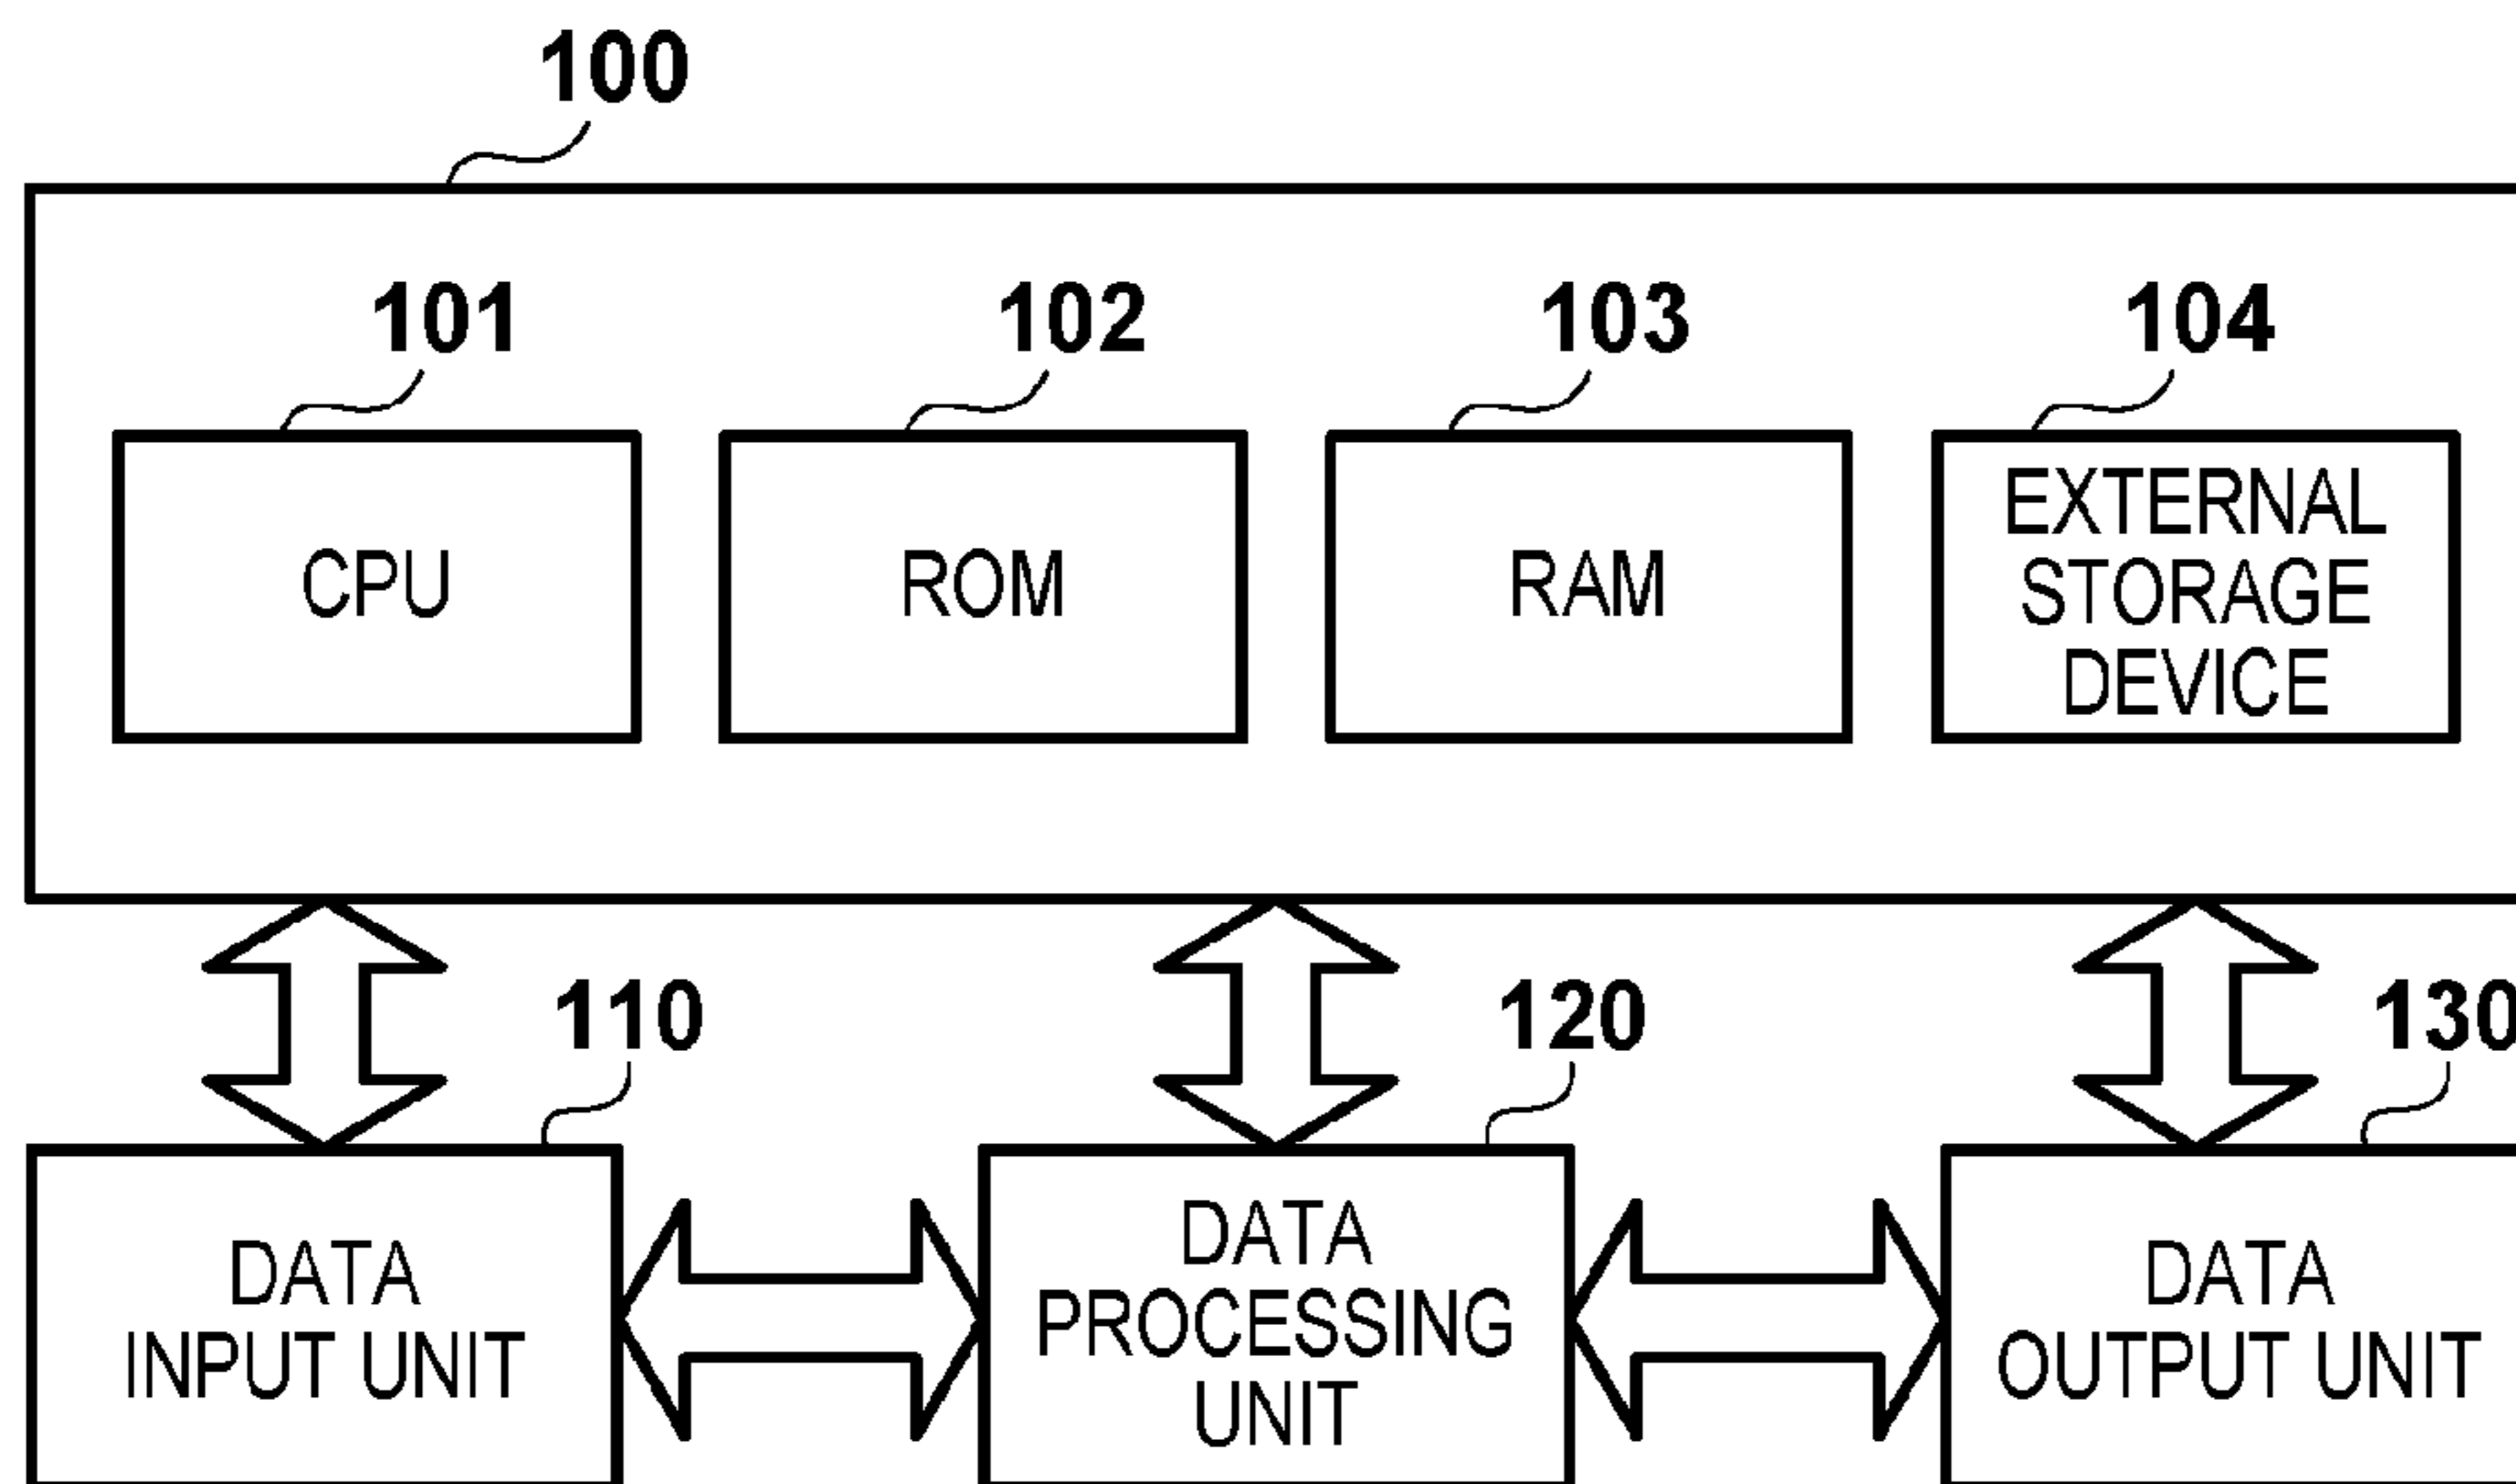 100
101
102
103
104
CPU
ROM
RAM
EXTERNAL
STORAGE
DEVICE
110
120
130
DATA
INPUT UNIT
DATA
PROCESSING
UNIT
DATA
OUTPUT UNIT